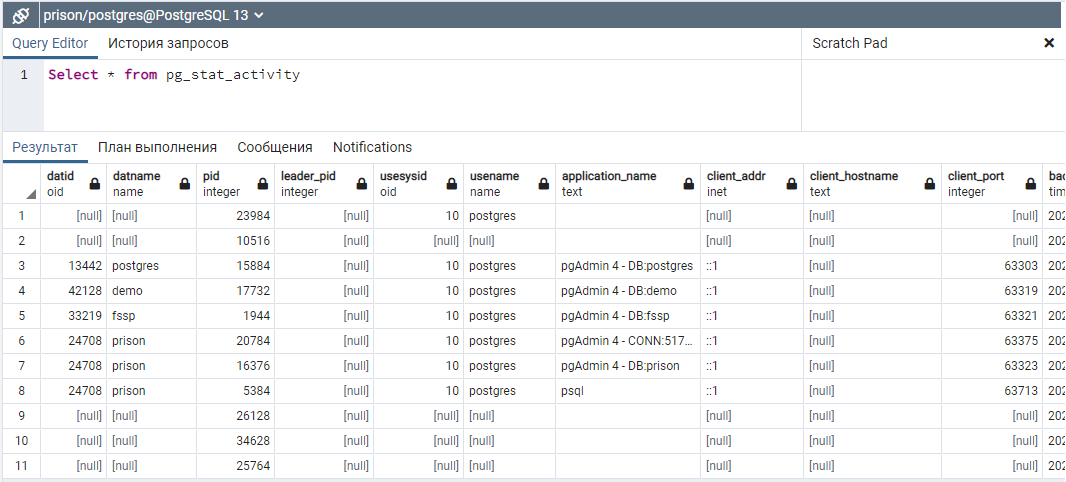 prison/postgres@PostgreSQL 13
Query Editor История запросов Scratch Pad
1 Select * from pg_stat_activity
Результат План выполнения Сообщения Notifications
datid datname pid leader_pid usesysid usename application_name client_addr client_hostname client_port bac
oid name integer integer oid name text inet text integer tim
1 [null] [null] 23984 [null] 10 postgres [null] [null] [null] 202
2 [null] [null] 10516 [null] [null] [null] [null] [null] [null] 202
3 13442 postgres 15884 [null] 10 postgres pgAdmin 4 - DB:postgres ::1 [null] 63303 202
4 42128 demo 17732 [null] 10 postgres pgAdmin 4 - DB:demo ::1 [null] 63319 202
5 33219 fssp 1944 [null] 10 postgres pgAdmin 4 - DB:fssp ::1 [null] 63321 202
6 24708 prison 20784 [null] 10 postgres pgAdmin 4 - CONN:517... ::1 [null] 63375 202
7 24708 prison 16376 [null] 10 postgres pgAdmin 4 - DB:prison ::1 [null] 63323 202
8 24708 prison 5384 [null] 10 postgres psql ::1 [null] 63713 202
9 [null] [null] 26128 [null] [null] [null] [null] [null] [null] 202
10 [null] [null] 34628 [null] [null] [null] [null] [null] [null] 202
11 [null] [null] 25764 [null] [null] [null] [null] [null] [null] 202